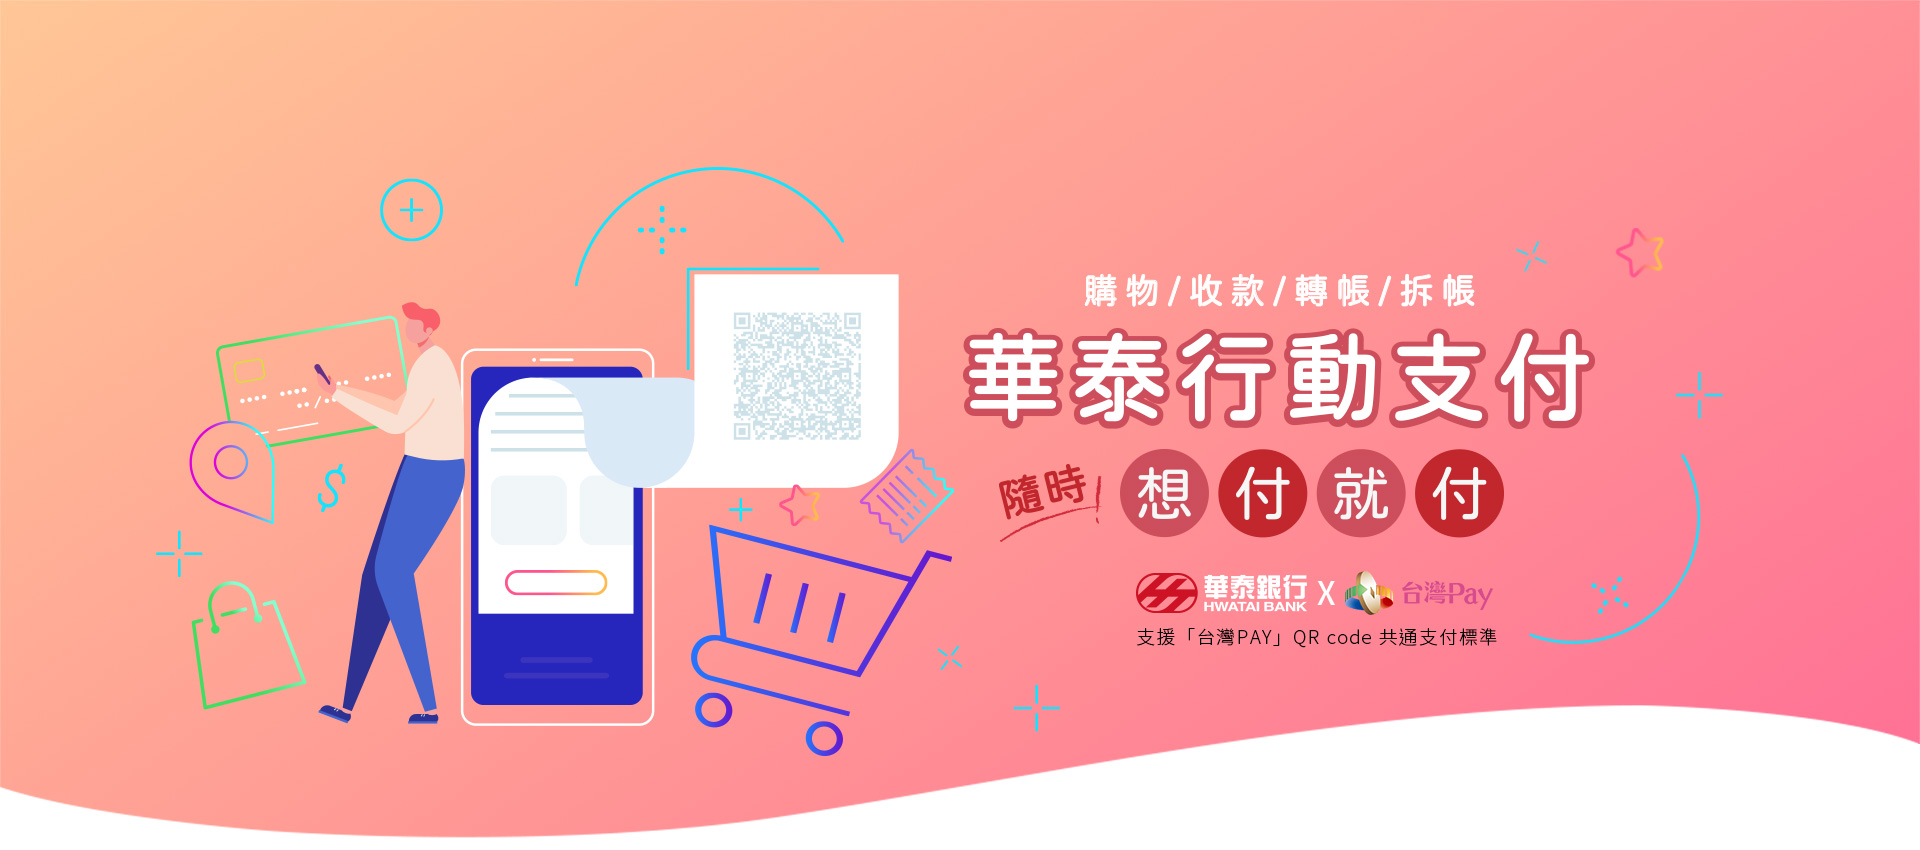 購物/收款/轉帳/拆帳
華泰行動支付
隨時! 想付就付
華泰銀行 X 台灣Pay
HWATAI BANK
支援「台灣PAY」QR code 共通支付標準